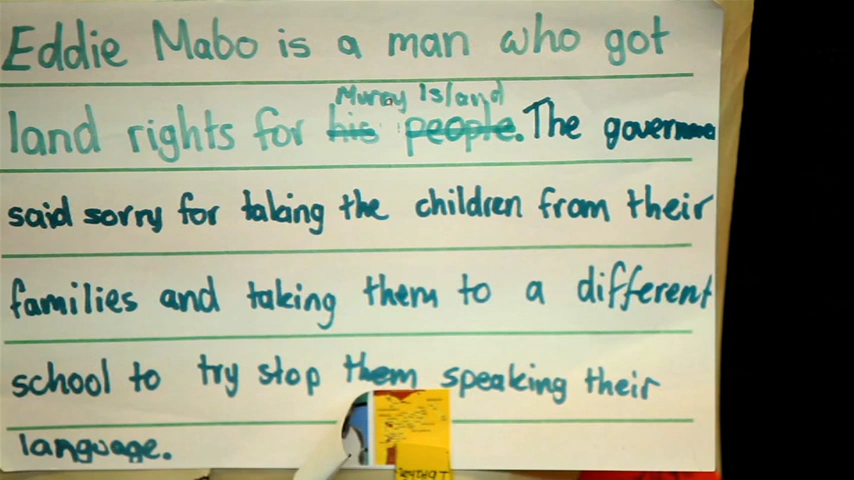 Eddie Mabo is a man who got
Murray Island
land rights for his people. The governmen
said sorry for taking the children from their
families and taking them to a different
school to try stop them speaking their
language.